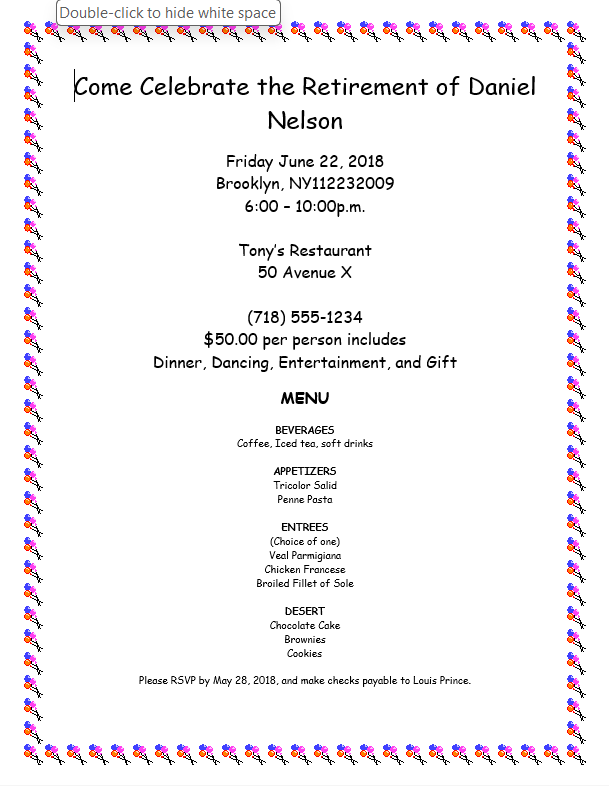 Double-click to hide white space
Come Celebrate the Retirement of Daniel
Nelson
Friday June 22, 2018
Brooklyn, NY112232009
6:00 – 10:00p.m.
Tony's Restaurant
50 Avenue X
(718) 555-1234
$50.00 per person includes
Dinner, Dancing, Entertainment, and Gift
MENU
BEVERAGES
Coffee, Iced tea, soft drinks
APPETIZERS
Tricolor Salid
Penne Pasta
ENTREES
(Choice of one)
Veal Parmigiana
Chicken Francese
Broiled Fillet of Sole
DESERT
Chocolate Cake
Brownies
Cookies
Please RSVP by May 28, 2018, and make checks payable to Louis Prince.